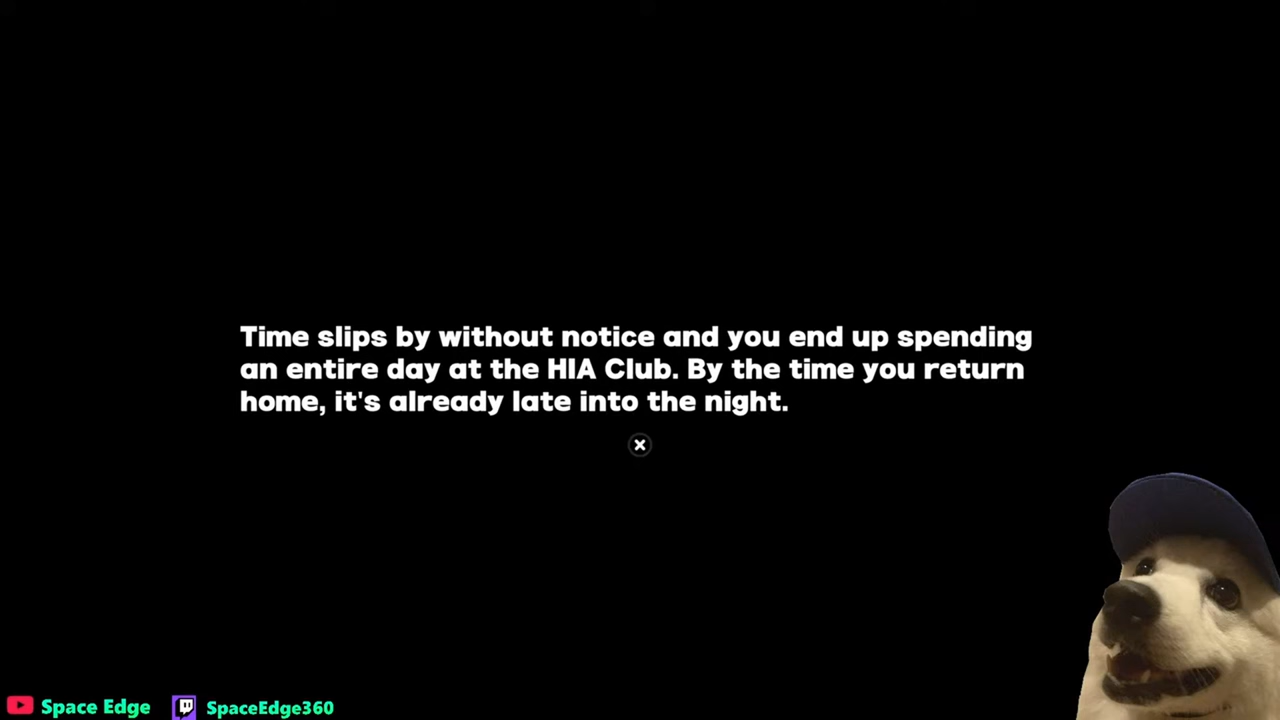 Time slips by without notice and you end up spending
an entire day at the HIA Club. By the time you return
home, it's already late into the night.
Space Edge
SpaceEdge360